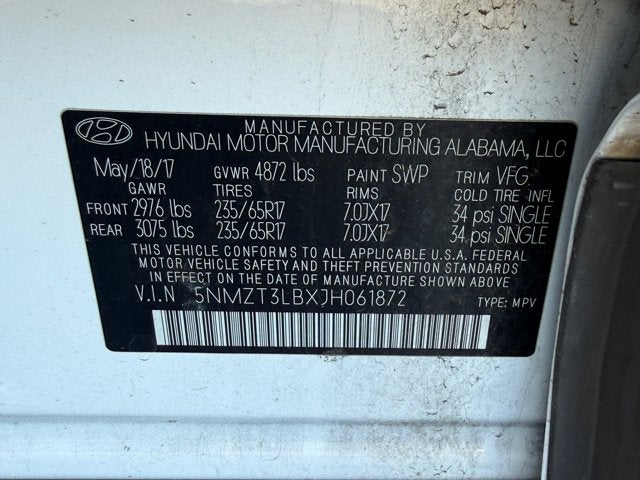 MANUFACTURED BY
HYUNDAI MOTOR MANUFACTURING ALABAMA, LLC
May/18/17 GVWR 4872 lbs PAINT SWP TRIM VFG
GAWR TIRES RIMS COLD TIRE INFL
FRONT 2976 lbs 235/65R17 7.0JX17 34 psi SINGLE
REAR 3075 lbs 235/65R17 7.0JX17 34 psi SINGLE
THIS VEHICLE CONFORMS TO ALL APPLICABLE U.S.A. FEDERAL
MOTOR VEHICLE SAFETY AND THEFT PREVENTION STANDARDS
IN EFFECT ON THE DATE OF MANUFACTURE SHOWN ABOVE
V.I.N 5NMZT3LBXJH061872 TYPE: MPV